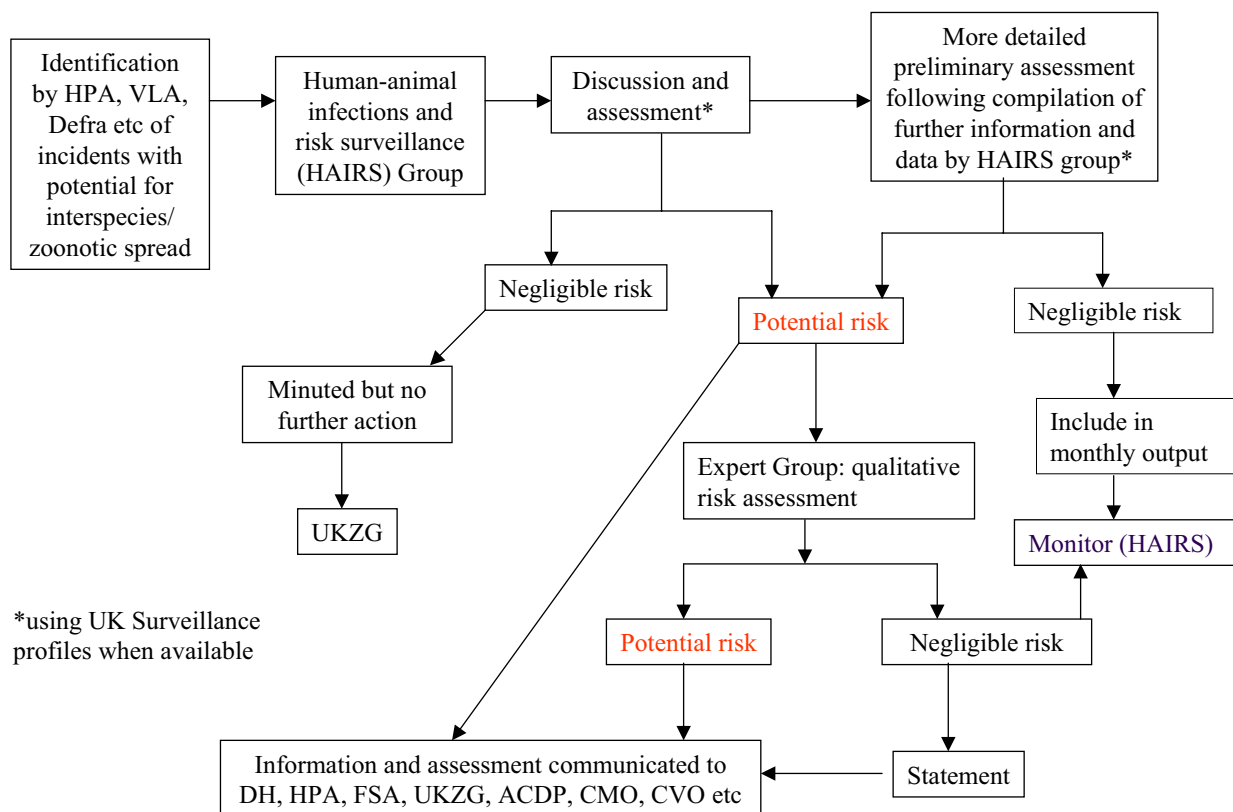 Identification
by HPA, VLA,
Defra etc of
incidents with
potential for
interspecies/
zoonotic spread
Human-animal
infections and
risk surveillance
(HAIRS) Group
Discussion and
assessment*
More detailed
preliminary assessment
following compilation of
further information and
data by HAIRS group*
Negligible risk
Potential risk
Negligible risk
Minuted but no
further action
Include in
monthly output
Expert Group: qualitative
risk assessment
UKZG
Monitor (HAIRS)
*using UK Surveillance
profiles when available
Potential risk
Negligible risk
Information and assessment communicated to
DH, HPA, FSA, UKZG, ACDP, CMO, CVO etc
Statement